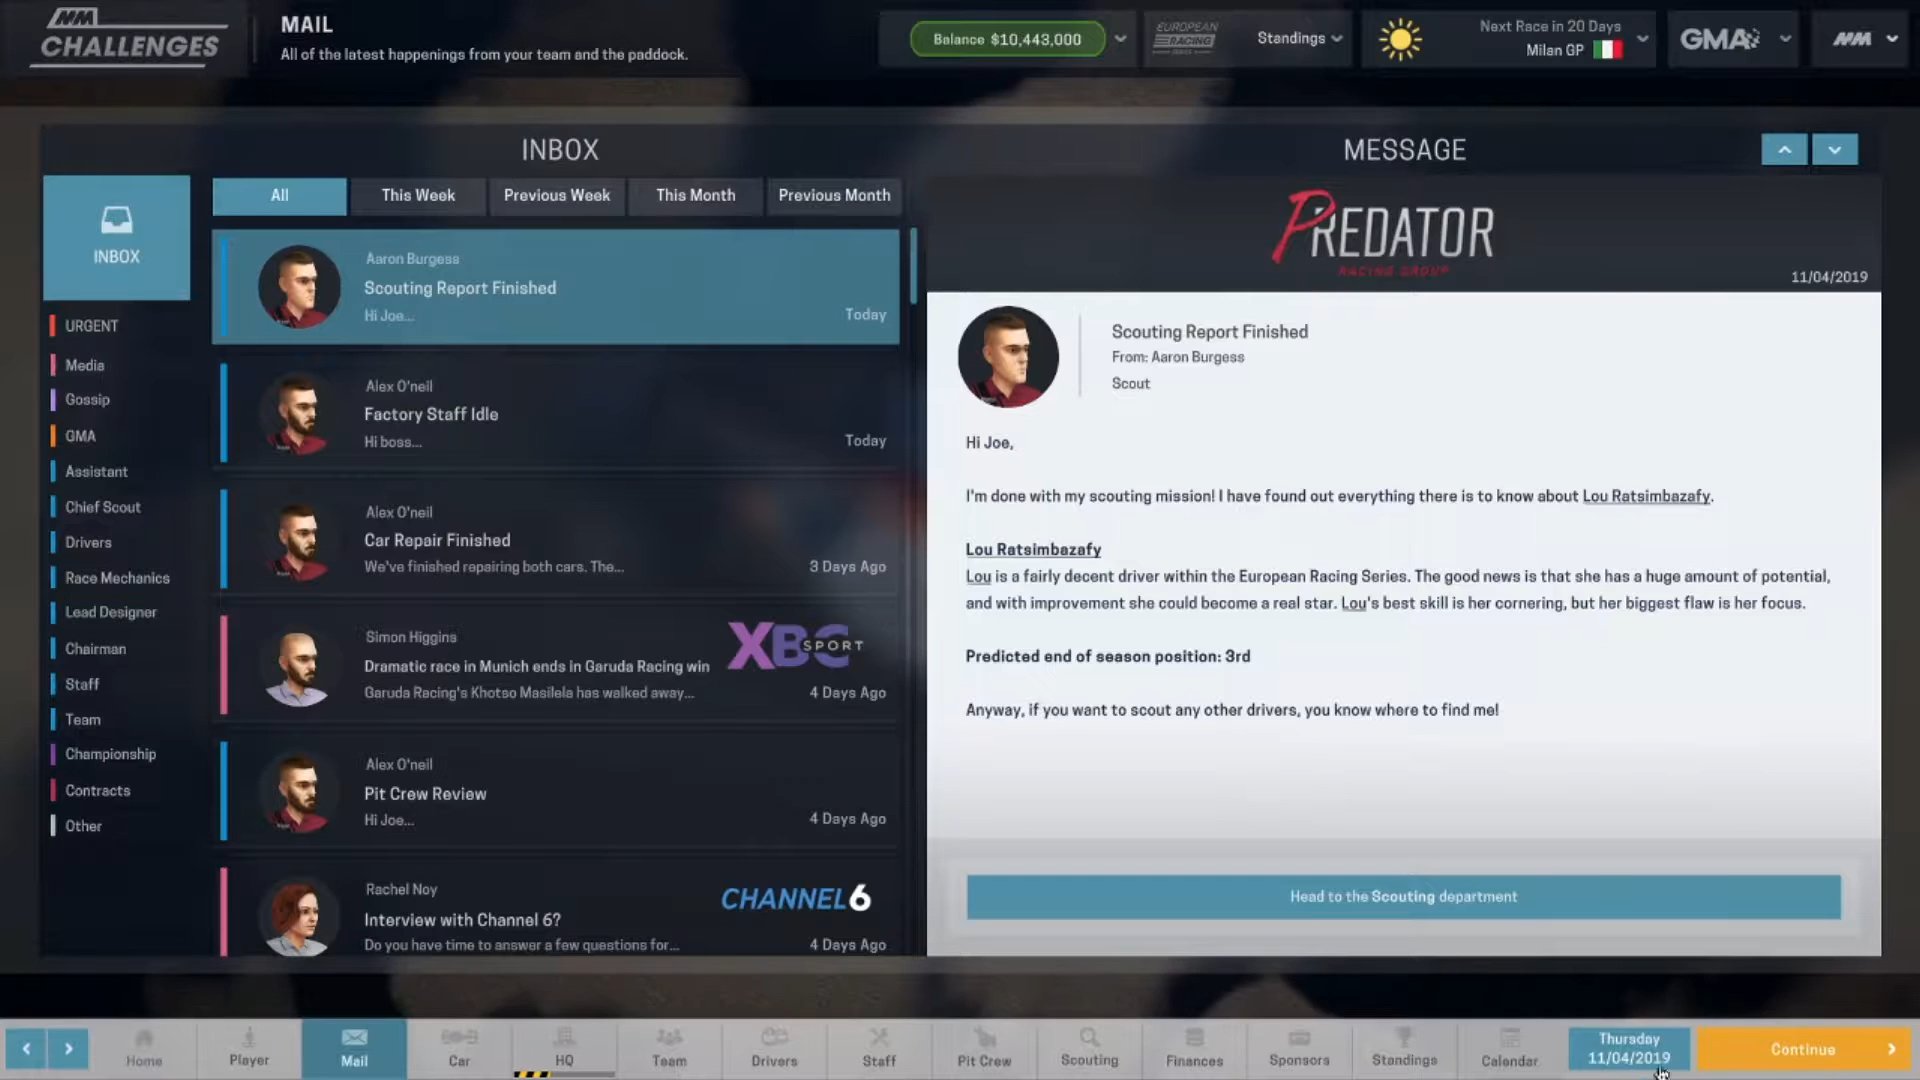 MM
CHALLENGES
MAIL
All of the latest happenings from your team and the paddock.
Balance $10,443,000
EUROPEAN
RACING
SERIES
Standings
Next Race in 20 Days
Milan GP
GMA
MM
INBOX
MESSAGE
INBOX
All
This Week
Previous Week
This Month
Previous Month
PREDATOR
RACING GROUP
11/04/2019
URGENT
Media
Gossip
GMA
Assistant
Chief Scout
Drivers
Race Mechanics
Lead Designer
Chairman
Staff
Team
Championship
Contracts
Other
Aaron Burgess
Scouting Report Finished
Hi Joe...
Today
Alex O'neil
Factory Staff Idle
Hi boss...
Today
Alex O'neil
Car Repair Finished
We've finished repairing both cars. The...
3 Days Ago
Simon Higgins
XBC SPORT
Dramatic race in Munich ends in Garuda Racing win
Garuda Racing's Khotso Masilela has walked away...
4 Days Ago
Alex O'neil
Pit Crew Review
Hi Joe...
4 Days Ago
Rachel Noy
CHANNEL6
Interview with Channel 6?
Do you have time to answer a few questions for...
4 Days Ago
Scouting Report Finished
From: Aaron Burgess
Scout
Hi Joe,
I'm done with my scouting mission! I have found out everything there is to know about Lou Ratsimbazafy.
Lou Ratsimbazafy
Lou is a fairly decent driver within the European Racing Series. The good news is that she has a huge amount of potential,
and with improvement she could become a real star. Lou's best skill is her cornering, but her biggest flaw is her focus.
Predicted end of season position: 3rd
Anyway, if you want to scout any other drivers, you know where to find me!
Head to the Scouting department
Home
Player
Mail
Car
HQ
Team
Drivers
Staff
Pit Crew
Scouting
Finances
Sponsors
Standings
Calendar
Thursday
11/04/2019
Continue